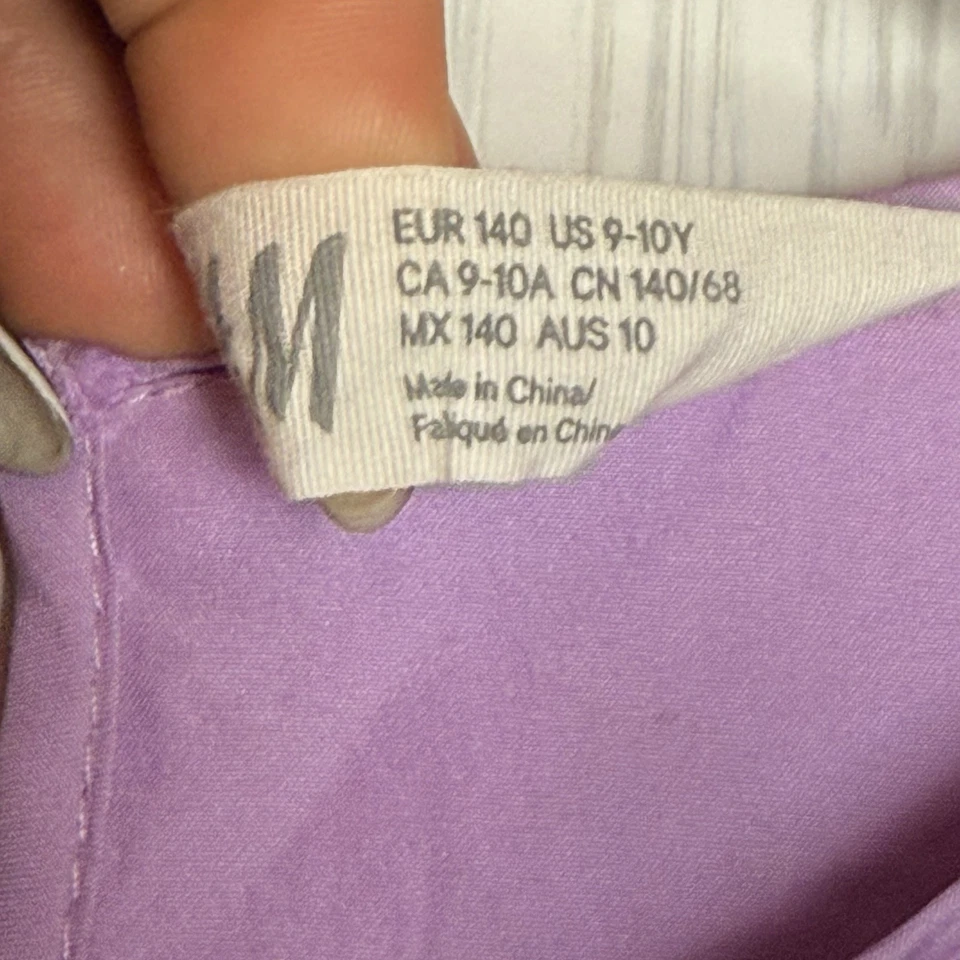 M
EUR 140 US 9-10Y
CA 9-10A CN 140/68
MX 140 AUS 10
Made in China/
en